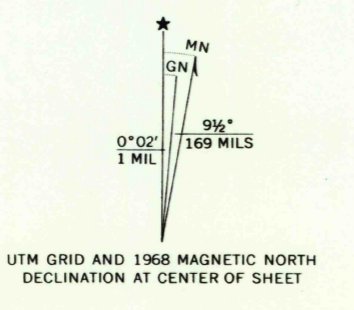 ★
MN
GN
0°02'
1 MIL
9½°
169 MILS
UTM GRID AND 1968 MAGNETIC NORTH
DECLINATION AT CENTER OF SHEET